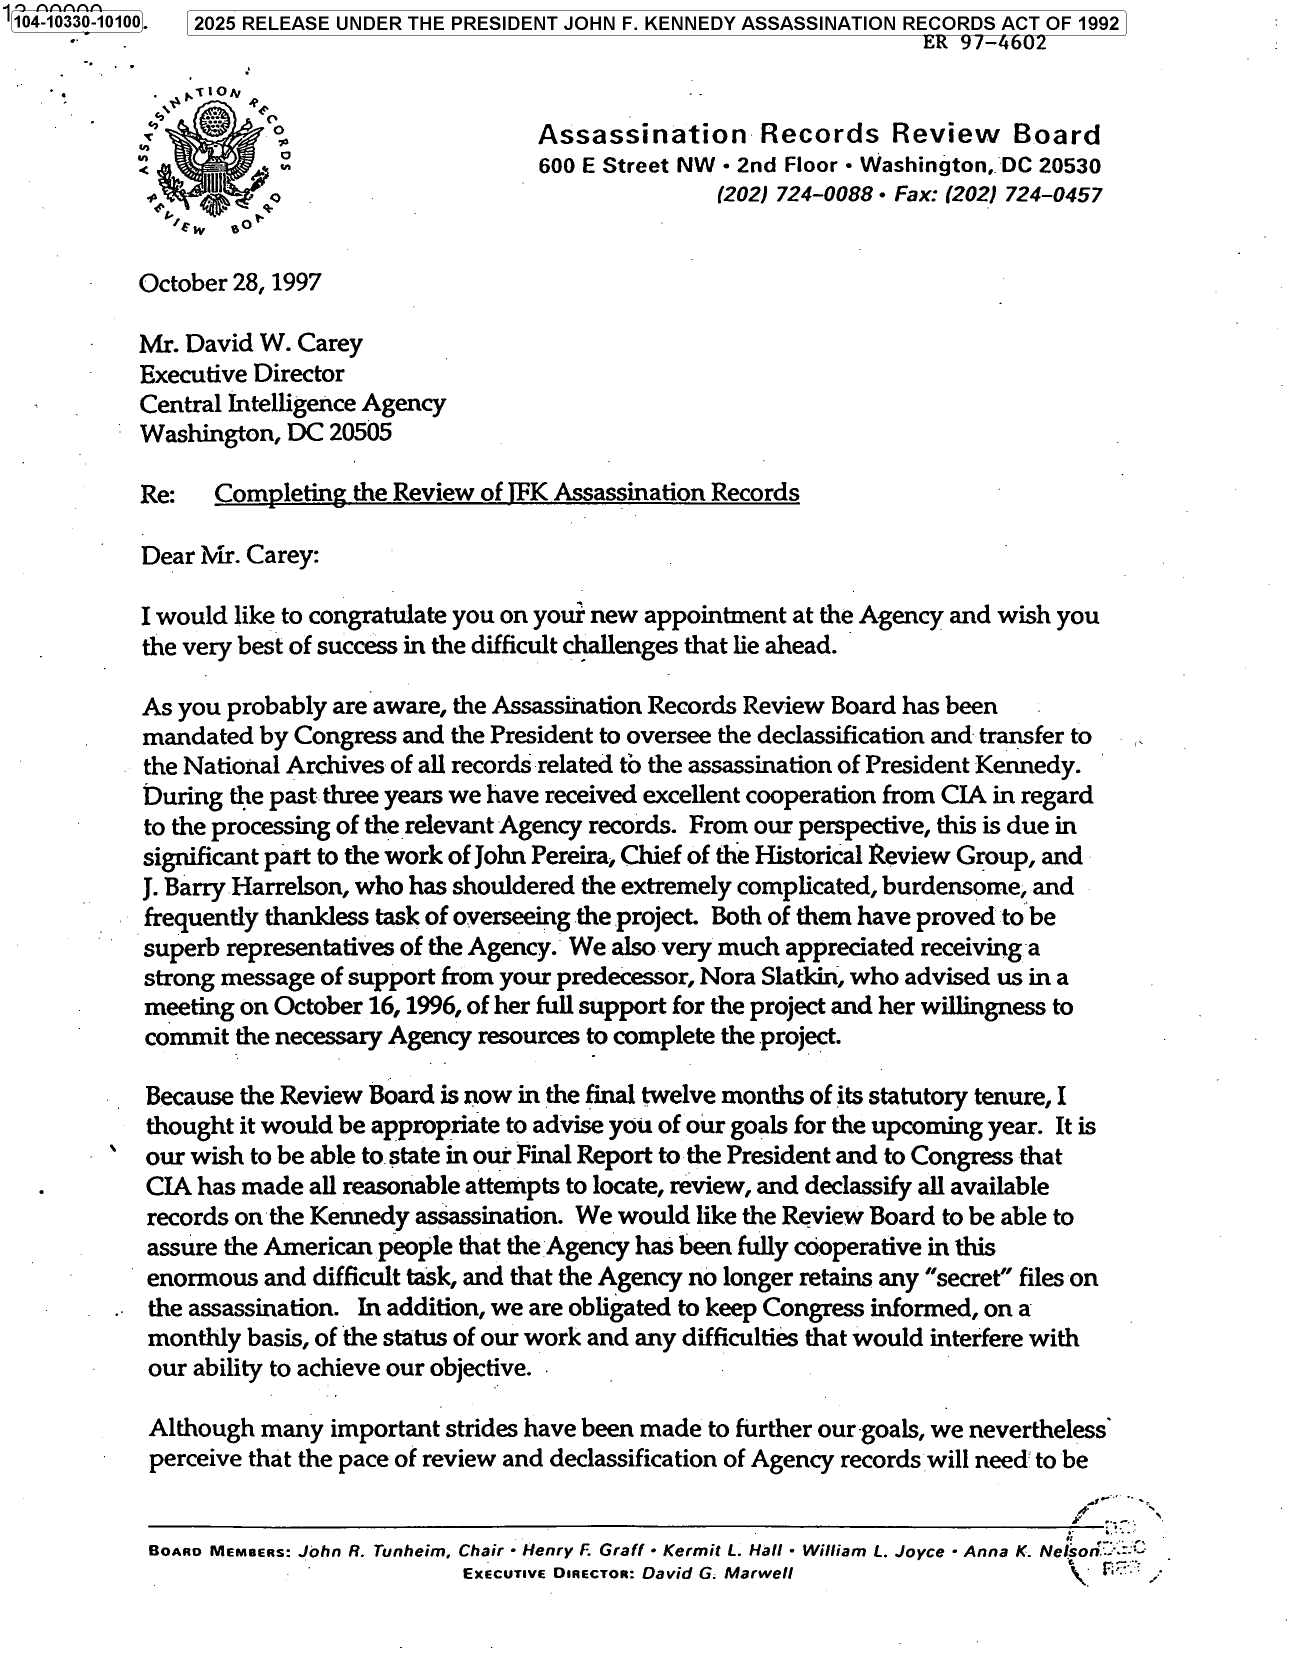 104-10330-10100
2025 RELEASE UNDER THE PRESIDENT JOHN F. KENNEDY ASSASSINATION RECORDS ACT OF 1992
ER 97-4602
ASSASSINATION RECORDS REVIEW BOARD
Assassination Records Review Board
600 E Street NW • 2nd Floor • Washington, DC 20530
(202) 724-0088 • Fax: (202) 724-0457
October 28, 1997
Mr. David W. Carey
Executive Director
Central Intelligence Agency
Washington, DC 20505
Re: Completing the Review of JFK Assassination Records
Dear Mr. Carey:
I would like to congratulate you on your new appointment at the Agency and wish you
the very best of success in the difficult challenges that lie ahead.
As you probably are aware, the Assassination Records Review Board has been
mandated by Congress and the President to oversee the declassification and transfer to
the National Archives of all records related to the assassination of President Kennedy.
During the past three years we have received excellent cooperation from CIA in regard
to the processing of the relevant Agency records. From our perspective, this is due in
significant part to the work of John Pereira, Chief of the Historical Review Group, and
J. Barry Harrelson, who has shouldered the extremely complicated, burdensome, and
frequently thankless task of overseeing the project. Both of them have proved to be
superb representatives of the Agency. We also very much appreciated receiving a
strong message of support from your predecessor, Nora Slatkin, who advised us in a
meeting on October 16, 1996, of her full support for the project and her willingness to
commit the necessary Agency resources to complete the project.
Because the Review Board is now in the final twelve months of its statutory tenure, I
thought it would be appropriate to advise you of our goals for the upcoming year. It is
our wish to be able to state in our Final Report to the President and to Congress that
CIA has made all reasonable attempts to locate, review, and declassify all available
records on the Kennedy assassination. We would like the Review Board to be able to
assure the American people that the Agency has been fully cooperative in this
enormous and difficult task, and that the Agency no longer retains any "secret" files on
the assassination. In addition, we are obligated to keep Congress informed, on a
monthly basis, of the status of our work and any difficulties that would interfere with
our ability to achieve our objective.
Although many important strides have been made to further our goals, we nevertheless
perceive that the pace of review and declassification of Agency records will need to be
BOARD MEMBERS: John R. Tunheim, Chair • Henry F. Graff • Kermit L. Hall • William L. Joyce • Anna K. Nelson
EXECUTIVE DIRECTOR: David G. Marwell